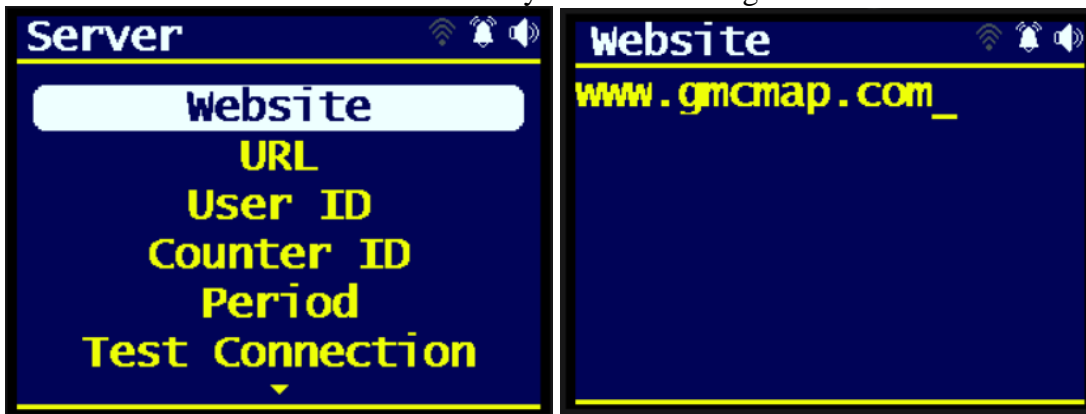 Server
Website
URL
User ID
Counter ID
Period
Test Connection
Website
www.gmcmap.com_